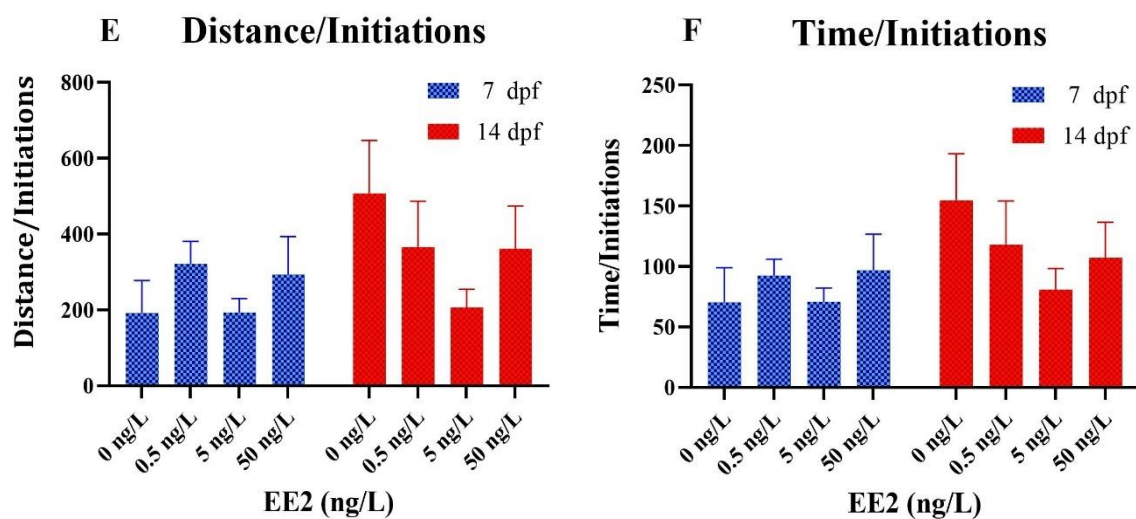 E Distance/Initiations
Distance/Initiations
800
600
400
200
0
7 dpf
14 dpf
0 ng/L
0.5 ng/L
5 ng/L
50 ng/L
0 ng/L
0.5 ng/L
5 ng/L
50 ng/L
EE2 (ng/L)
F Time/Initiations
Time/Initiations
250
200
150
100
50
0
7 dpf
14 dpf
0 ng/L
0.5 ng/L
5 ng/L
50 ng/L
0 ng/L
0.5 ng/L
5 ng/L
50 ng/L
EE2 (ng/L)